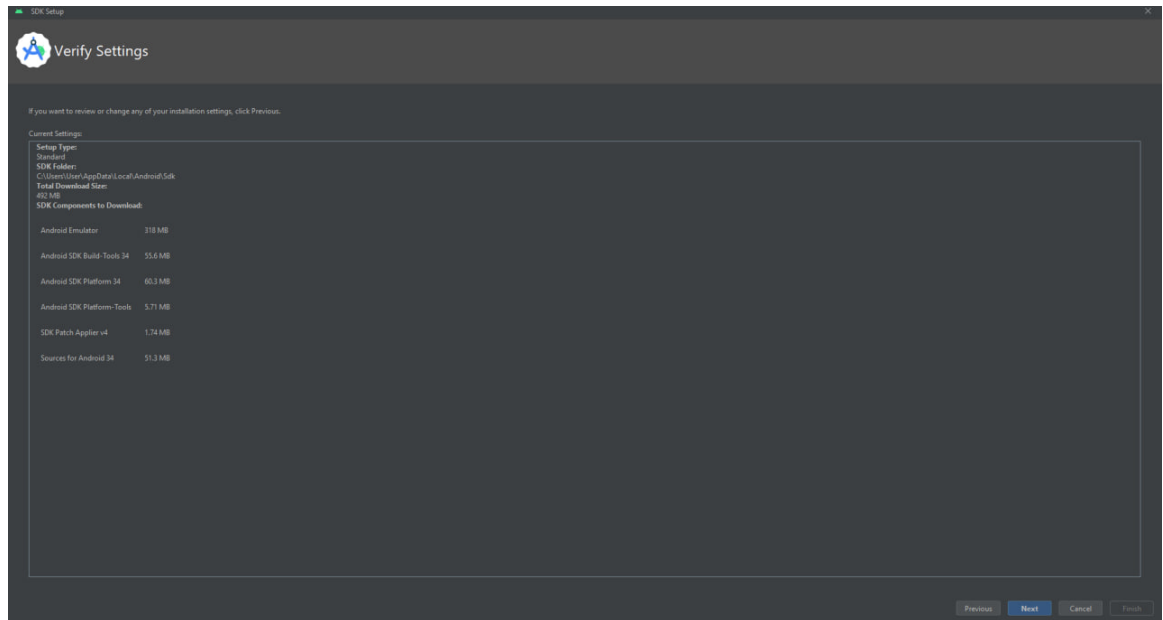 SDK Setup
Verify Settings
If you want to review or change any of your installation settings, click Previous.
Current Settings:
Setup Type:
Standard
SDK Folder:
C:\Users\User\AppData\Local\Android\Sdk
Total Download Size:
492 MB
SDK Components to Download:
Android Emulator 318 MB
Android SDK Build-Tools 34 55.6 MB
Android SDK Platform 34 60.3 MB
Android SDK Platform-Tools 5.71 MB
SDK Patch Applier v4 1.74 MB
Sources for Android 34 51.3 MB
Previous Next Cancel Finish